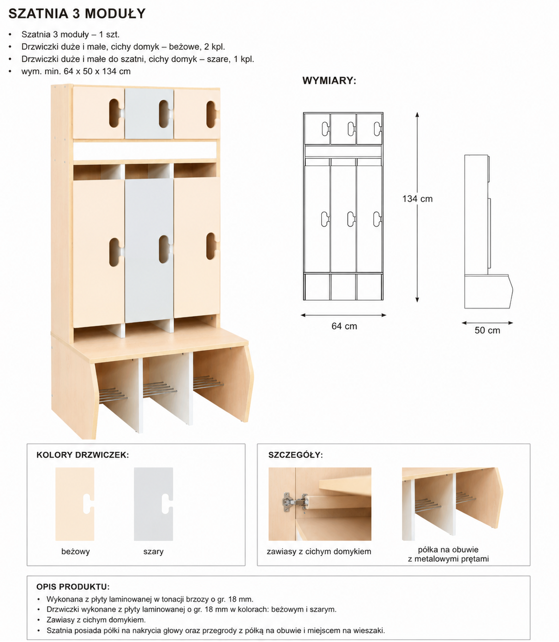 SZATNIA 3 MODUŁY
• Szatnia 3 moduły – 1 szt.
• Drzwiczki duże i małe, cichy domyk – beżowe, 2 kpl.
• Drzwiczki duże i małe do szatni, cichy domyk – szare, 1 kpl.
• wym. min. 64 x 50 x 134 cm
WYMIARY:
134 cm
64 cm
50 cm
KOLORY DRZWICZEK:
beżowy
szary
SZCZEGÓŁY:
zawiasy z cichym domykiem
półka na obuwie
z metalowymi prętami
OPIS PRODUKTU:
• Wykonana z płyty laminowanej w tonacji brzozy o gr. 18 mm.
• Drzwiczki wykonane z płyty laminowanej o gr. 18 mm w kolorach: beżowym i szarym.
• Zawiasy z cichym domykiem.
• Szatnia posiada półki na nakrycia głowy oraz przegrody z półką na obuwie i miejscem na wieszaki.